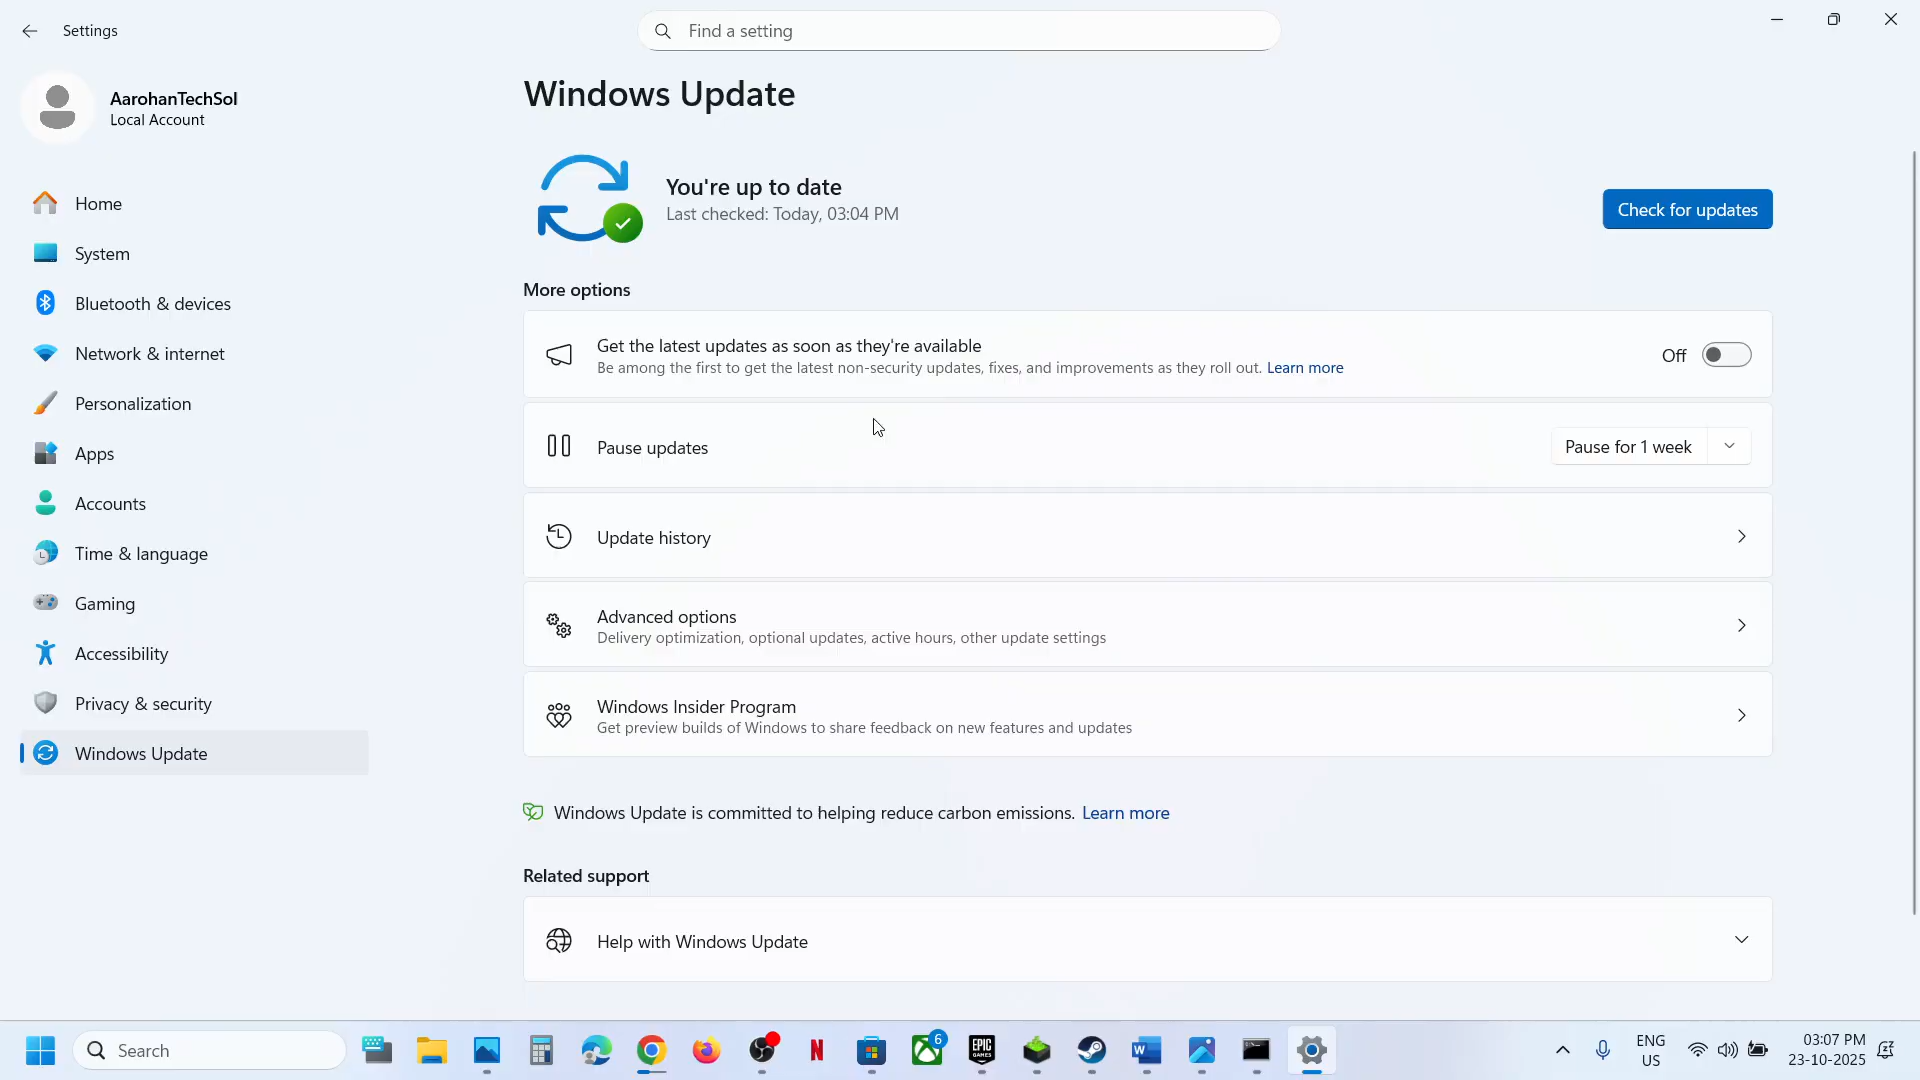 Settings
Find a setting
AarohanTechSol
Local Account
Home
System
Bluetooth & devices
Network & internet
Personalization
Apps
Accounts
Time & language
Gaming
Accessibility
Privacy & security
Windows Update
Windows Update
You're up to date
Last checked: Today, 03:04 PM
Check for updates
More options
Get the latest updates as soon as they're available
Be among the first to get the latest non-security updates, fixes, and improvements as they roll out. Learn more
Off
Pause updates
Pause for 1 week
Update history
Advanced options
Delivery optimization, optional updates, active hours, other update settings
Windows Insider Program
Get preview builds of Windows to share feedback on new features and updates
Windows Update is committed to helping reduce carbon emissions. Learn more
Related support
Help with Windows Update
Search
N
6
EPIC
GAMES
W
ENG
US
03:07 PM
23-10-2025